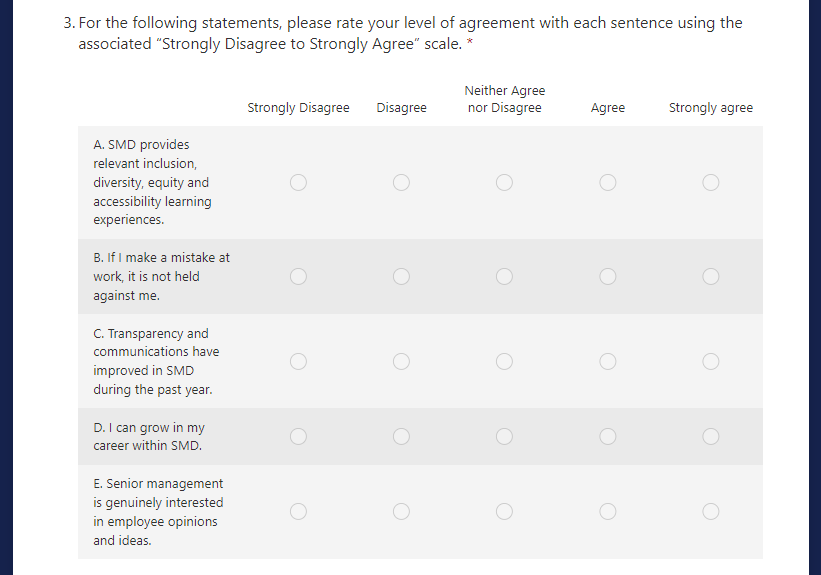 3. For the following statements, please rate your level of agreement with each sentence using the
associated “Strongly Disagree to Strongly Agree” scale. *
Neither Agree
Strongly Disagree Disagree nor Disagree Agree Strongly agree
A. SMD provides
relevant inclusion,
diversity, equity and
accessibility learning
experiences.
B. If I make a mistake at
work, it is not held
against me.
C. Transparency and
communications have
improved in SMD
during the past year.
D. I can grow in my
career within SMD.
E. Senior management
is genuinely interested
in employee opinions
and ideas.